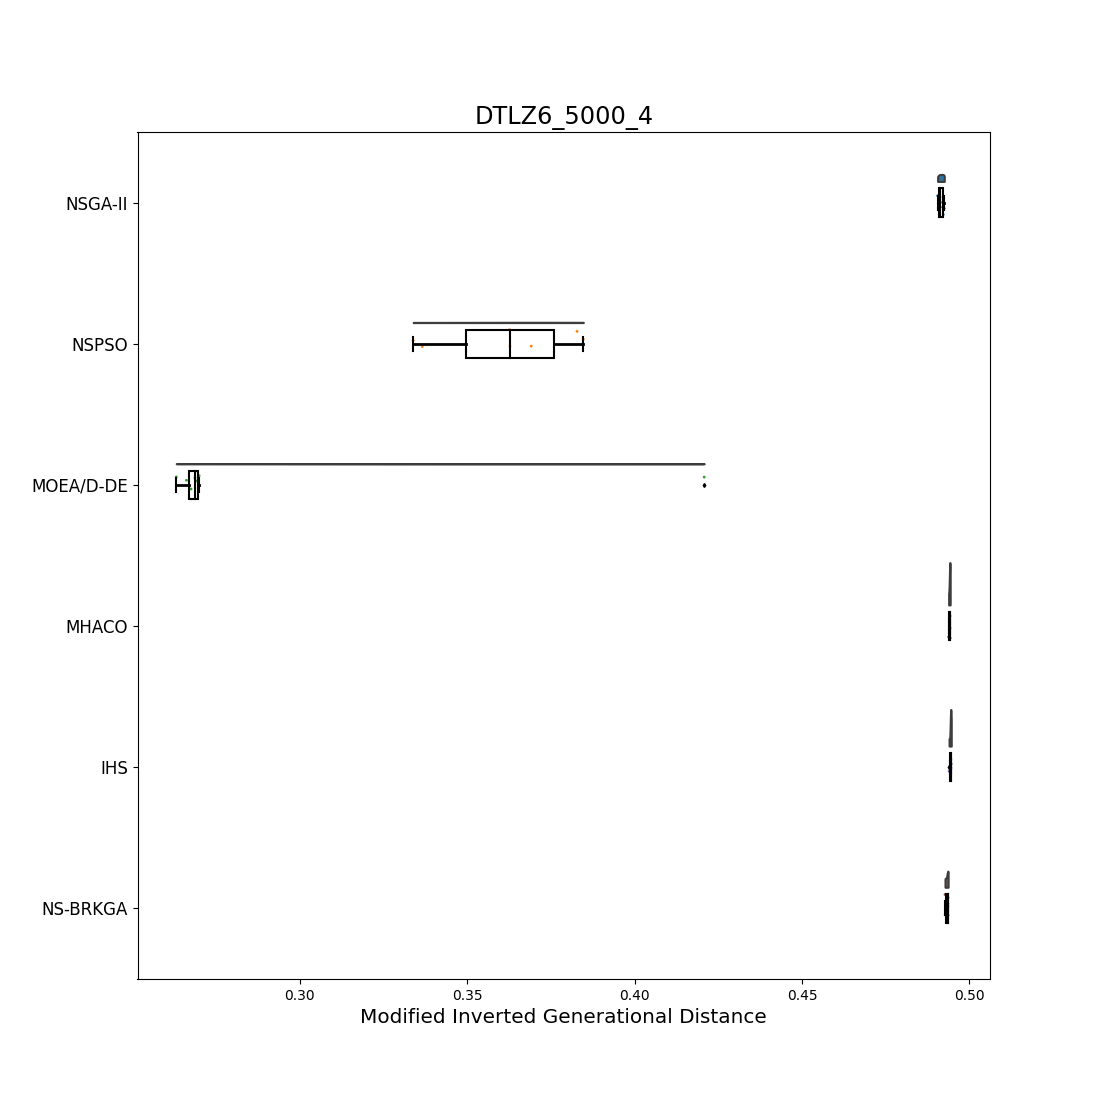 DTLZ6_5000_4
NSGA-II
NSPSO
MOEA/D-DE
MHACO
IHS
NS-BRKGA
0.30 0.35 0.40 0.45 0.50
Modified Inverted Generational Distance